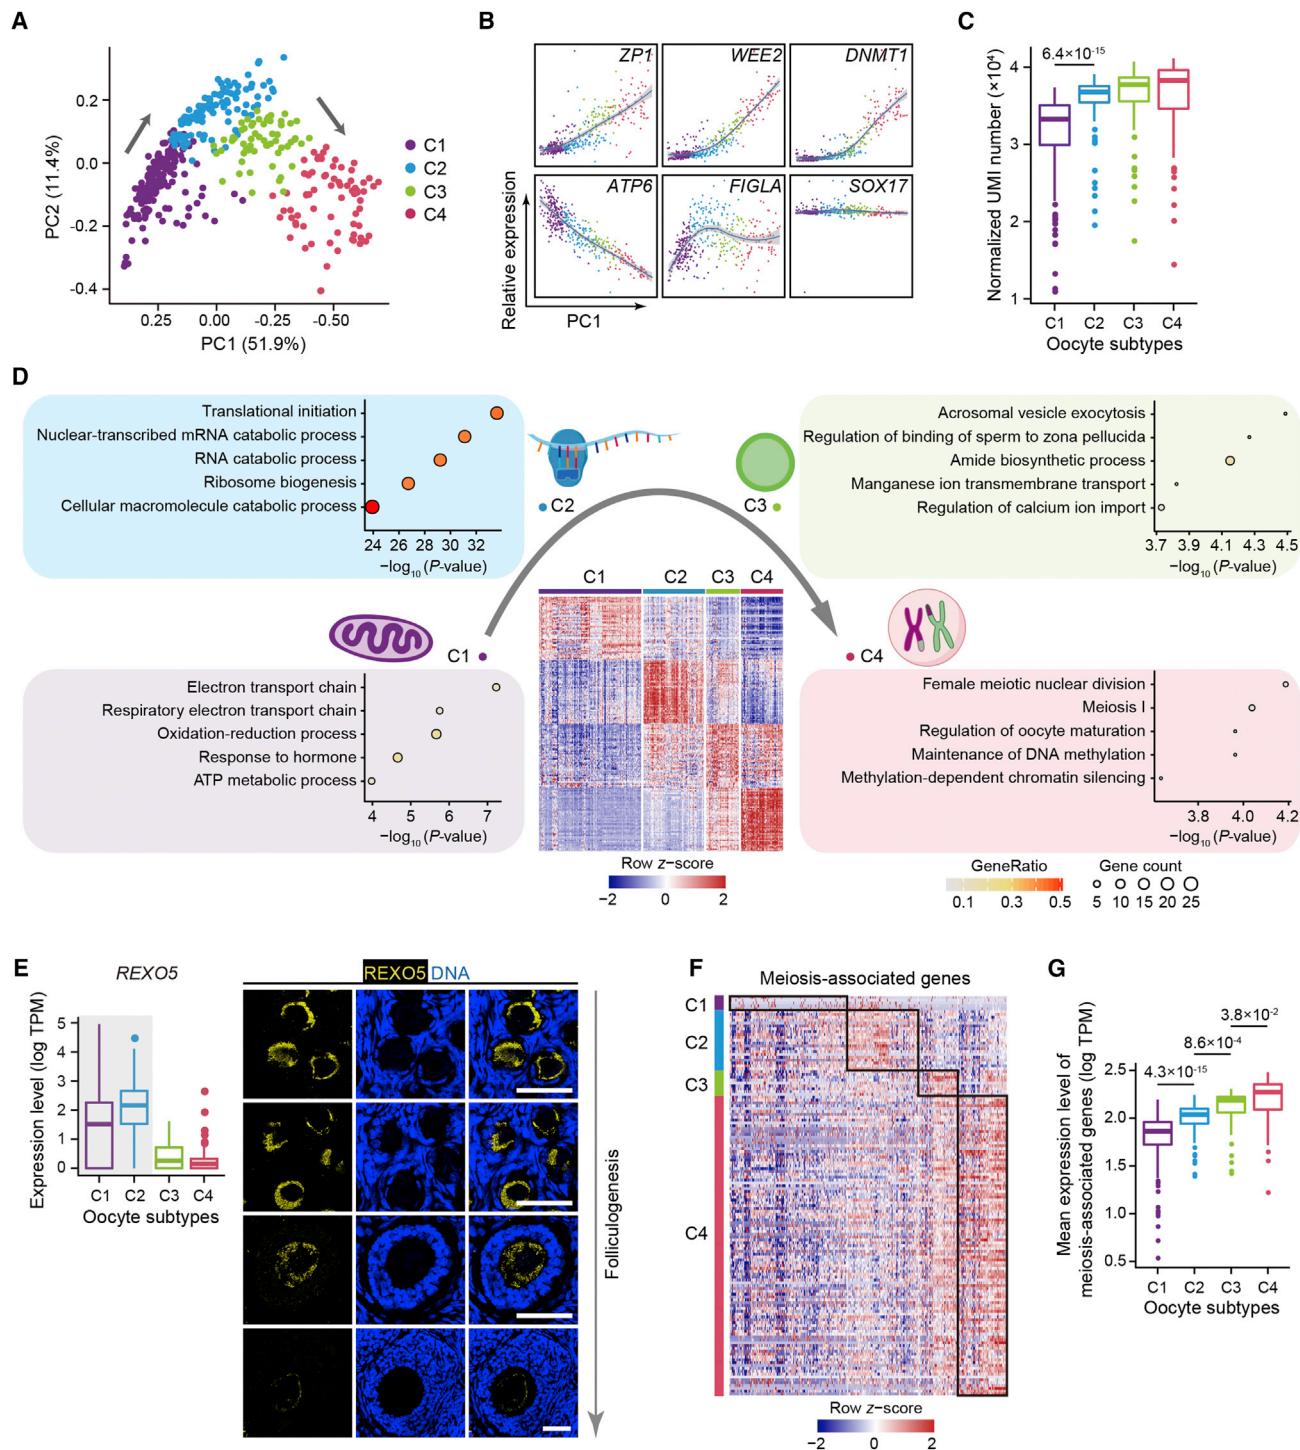 A
PC2 (11.4%)
0.2
0.0
-0.2
-0.4
0.25
0.00
-0.25
-0.50
PC1 (51.9%)
C1
C2
C3
C4
B
ZP1
WEE2
DNMT1
ATP6
FIGLA
SOX17
Relative expression
PC1
C
Normalized UMI number (×10⁴)
6.4×10⁻¹⁵
4
3
2
1
C1 C2 C3 C4
Oocyte subtypes
D
Translational initiation
Nuclear-transcribed mRNA catabolic process
RNA catabolic process
Ribosome biogenesis
Cellular macromolecule catabolic process
24 26 28 30 32
−log₁₀ (P-value)
C2
C3
Acrosomal vesicle exocytosis
Regulation of binding of sperm to zona pellucida
Amide biosynthetic process
Manganese ion transmembrane transport
Regulation of calcium ion import
3.7 3.9 4.1 4.3 4.5
−log₁₀ (P-value)
C1 C2 C3 C4
C1
C4
Electron transport chain
Respiratory electron transport chain
Oxidation-reduction process
Response to hormone
ATP metabolic process
4 5 6 7
−log₁₀ (P-value)
Row z−score
−2 0 2
Female meiotic nuclear division
Meiosis I
Regulation of oocyte maturation
Maintenance of DNA methylation
Methylation-dependent chromatin silencing
3.8 4.0 4.2
−log₁₀ (P-value)
GeneRatio
0.1 0.3 0.5
Gene count
5 10 15 20 25
E
REXO5
Expression level (log TPM)
5
4
3
2
1
0
C1 C2 C3 C4
Oocyte subtypes
REXO5 DNA
Folliculogenesis
F
Meiosis-associated genes
C1
C2
C3
C4
Row z−score
−2 0 2
G
Mean expression level of
meiosis-associated genes (log TPM)
3.8×10⁻²
8.6×10⁻⁴
4.3×10⁻¹⁵
2.5
2.0
1.5
1.0
0.5
C1 C2 C3 C4
Oocyte subtypes